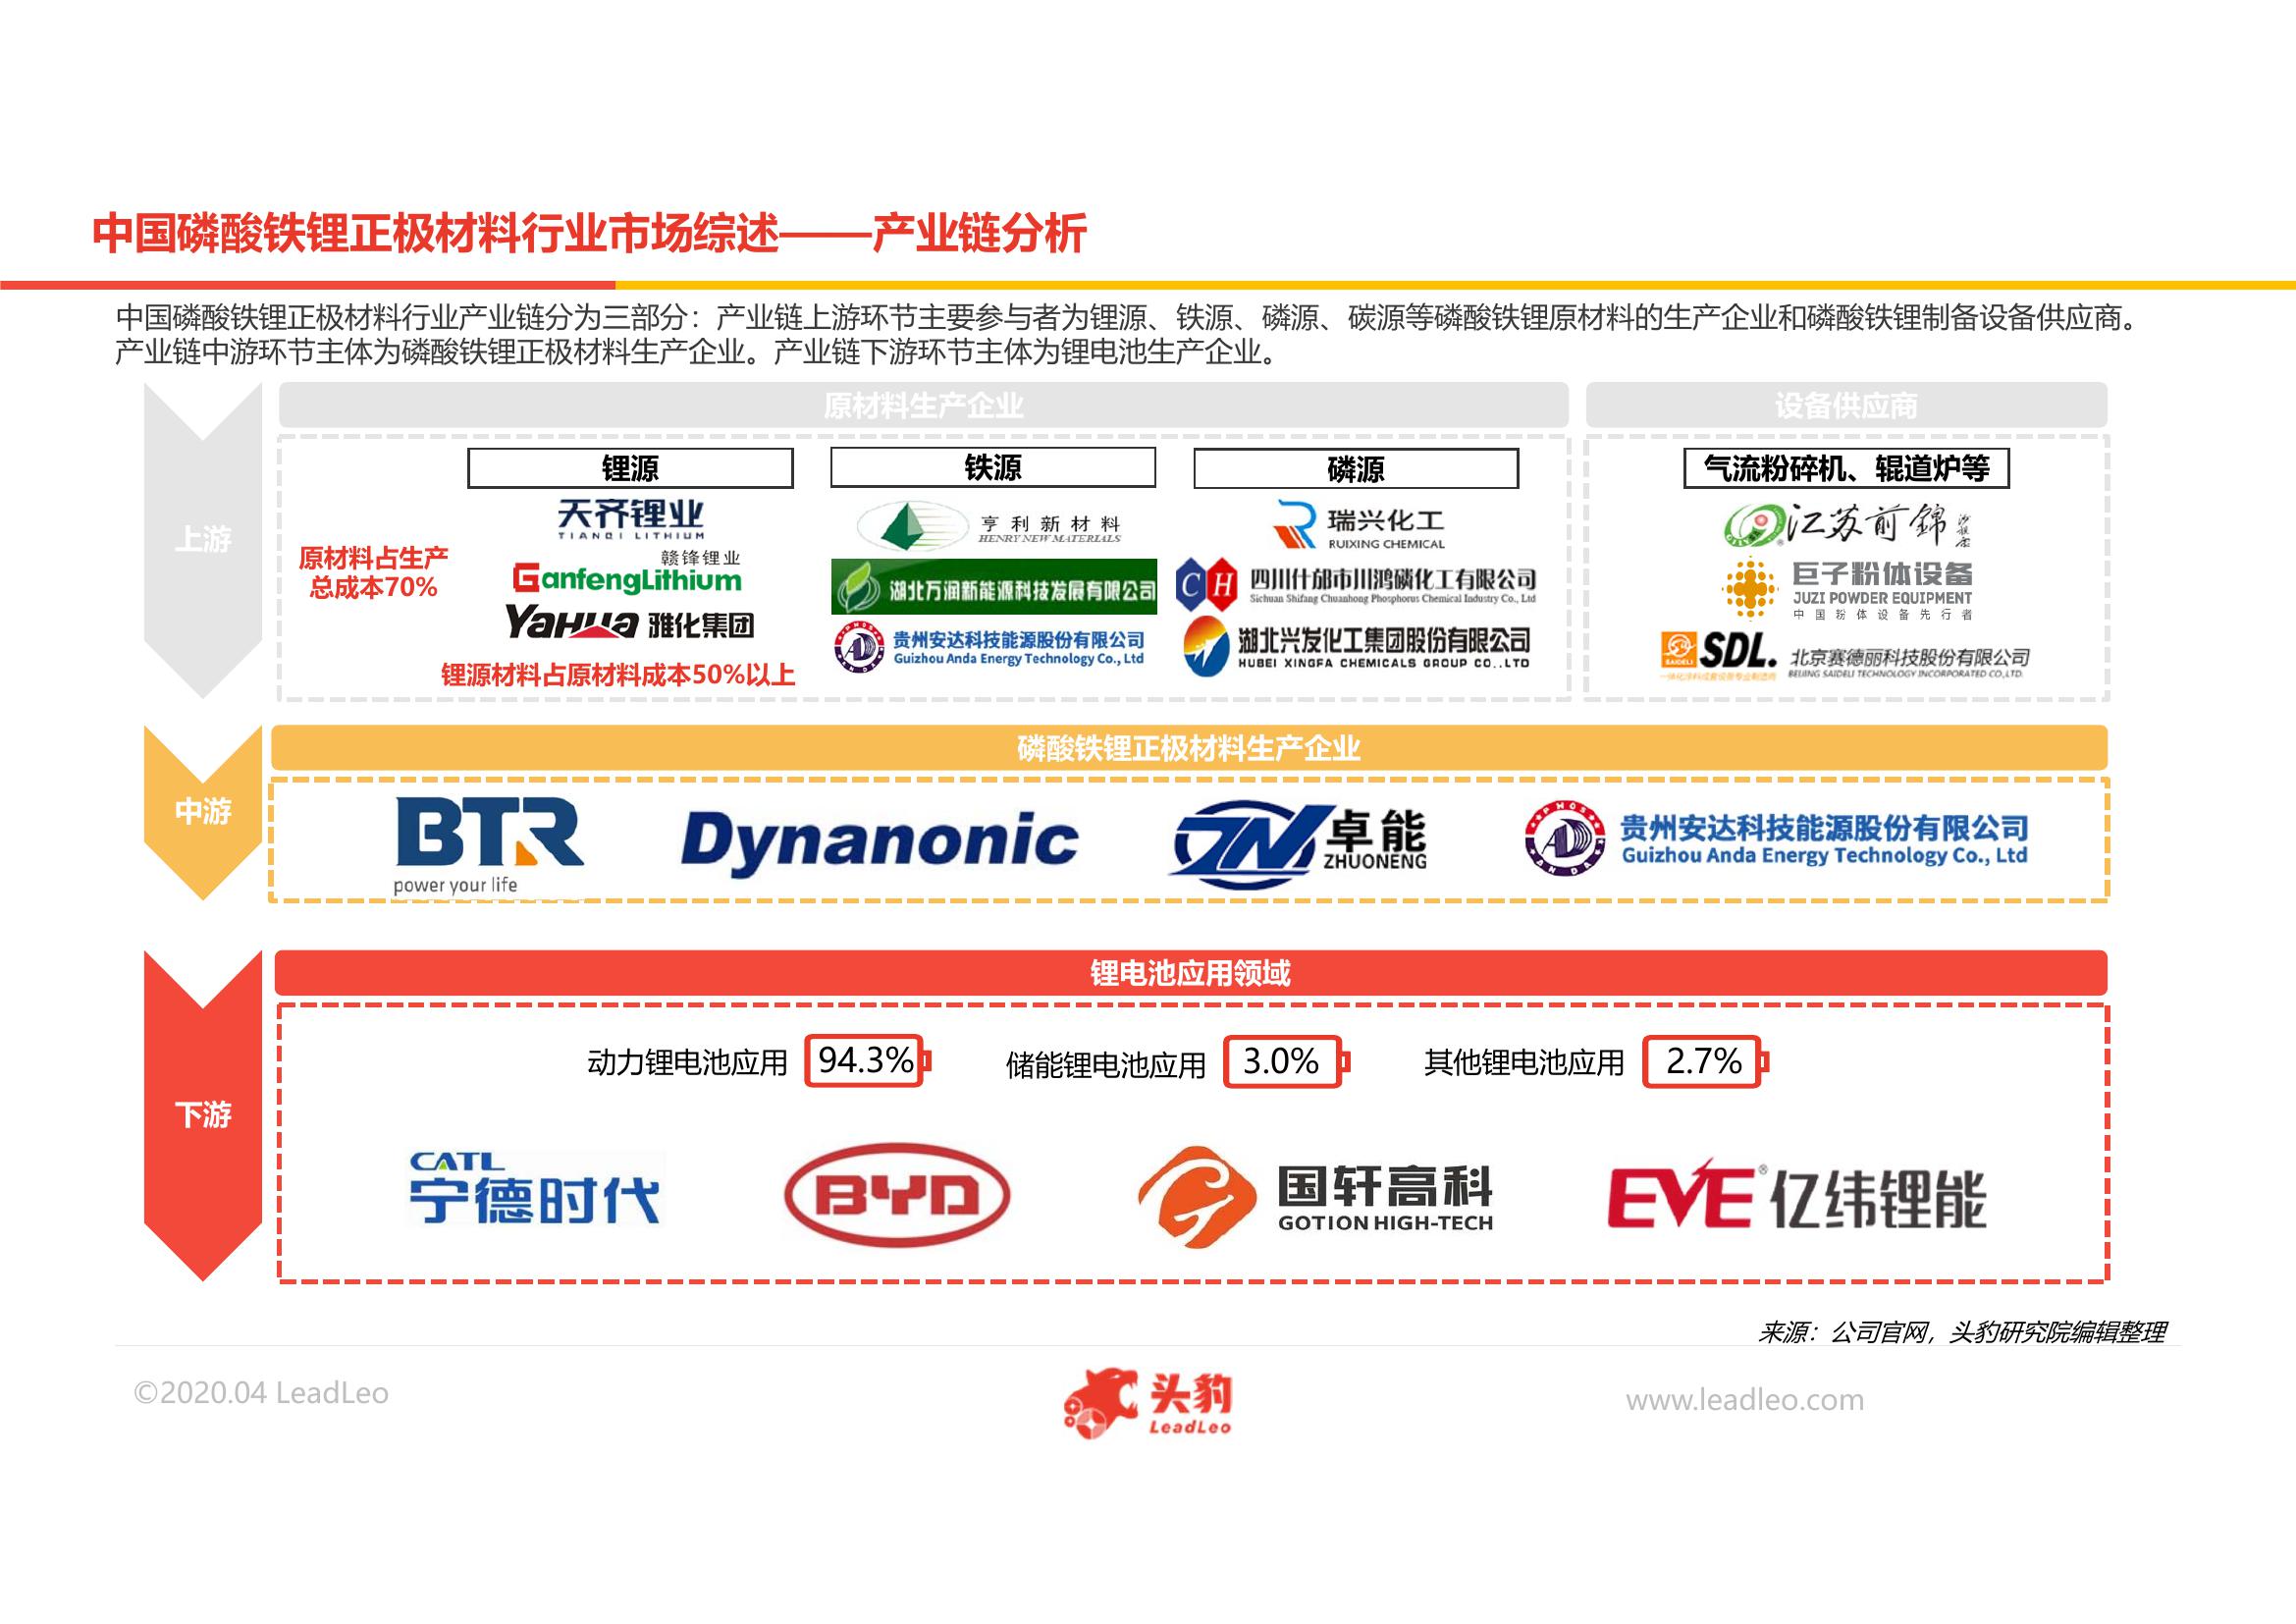 中国磷酸铁锂正极材料行业市场综述——产业链分析
中国磷酸铁锂正极材料行业产业链分为三部分：产业链上游环节主要参与者为锂源、铁源、磷源、碳源等磷酸铁锂原材料的生产企业和磷酸铁锂制备设备供应商。
产业链中游环节主体为磷酸铁锂正极材料生产企业。产业链下游环节主体为锂电池生产企业。
上游
原材料生产企业
设备供应商
原材料占生产
总成本70%
锂源
天齐锂业
TIANQI LITHIUM
赣锋锂业
GanfengLithium
YaHua 雅化集团
锂源材料占原材料成本50%以上
铁源
亨利新材料
HENRY NEW MATERIALS
湖北万润新能源科技发展有限公司
贵州安达科技能源股份有限公司
Guizhou Anda Energy Technology Co., Ltd
磷源
瑞兴化工
RUIXING CHEMICAL
CH 四川什邡市川鸿磷化工有限公司
Sichuan Shifang Chuanhong Phosphorus Chemical Industry Co., Ltd
湖北兴发化工集团股份有限公司
HUBEI XINGFA CHEMICALS GROUP CO.,LTD
气流粉碎机、辊道炉等
江苏前錦
巨子粉体设备
JUZI POWDER EQUIPMENT
中国粉体设备先行者
SAIDELI SDL. 北京赛德丽科技股份有限公司
BEIJING SAIDELI TECHNOLOGY INCORPORATED CO.,LTD.
中游
磷酸铁锂正极材料生产企业
BTR
power your life
Dynanonic
卓能
ZHUONENG
贵州安达科技能源股份有限公司
Guizhou Anda Energy Technology Co., Ltd
下游
锂电池应用领域
动力锂电池应用 94.3% 储能锂电池应用 3.0% 其他锂电池应用 2.7%
CATL
宁德时代
BYD
国轩高科
GOTION HIGH-TECH
EVE® 亿纬锂能
来源：公司官网，头豹研究院编辑整理
©2020.04 LeadLeo
头豹
LeadLeo
www.leadleo.com